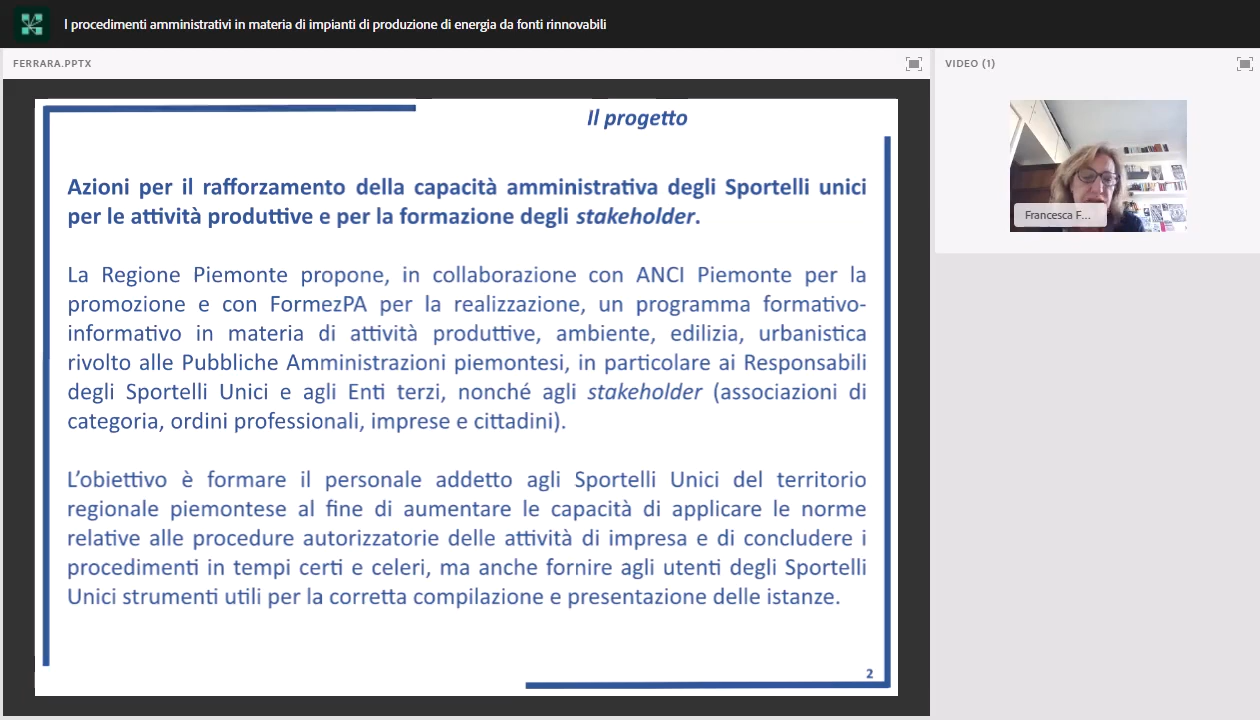 I procedimenti amministrativi in materia di impianti di produzione di energia da fonti rinnovabili
FERRARA.PPTX
VIDEO (1)
Il progetto
Azioni per il rafforzamento della capacità amministrativa degli Sportelli unici
per le attività produttive e per la formazione degli stakeholder.
La Regione Piemonte propone, in collaborazione con ANCI Piemonte per la
promozione e con FormezPA per la realizzazione, un programma formativo-
informativo in materia di attività produttive, ambiente, edilizia, urbanistica
rivolto alle Pubbliche Amministrazioni piemontesi, in particolare ai Responsabili
degli Sportelli Unici e agli Enti terzi, nonché agli stakeholder (associazioni di
categoria, ordini professionali, imprese e cittadini).
L'obiettivo è formare il personale addetto agli Sportelli Unici del territorio
regionale piemontese al fine di aumentare le capacità di applicare le norme
relative alle procedure autorizzatorie delle attività di impresa e di concludere i
procedimenti in tempi certi e celeri, ma anche fornire agli utenti degli Sportelli
Unici strumenti utili per la corretta compilazione e presentazione delle istanze.
2
Francesca F...